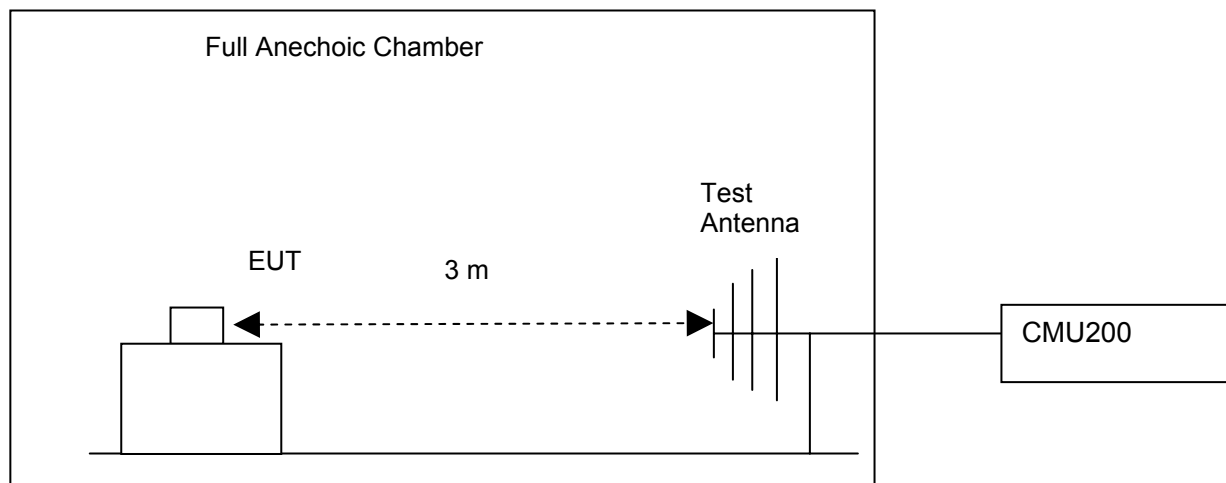 Full Anechoic Chamber
Test
Antenna
EUT
3 m
CMU200